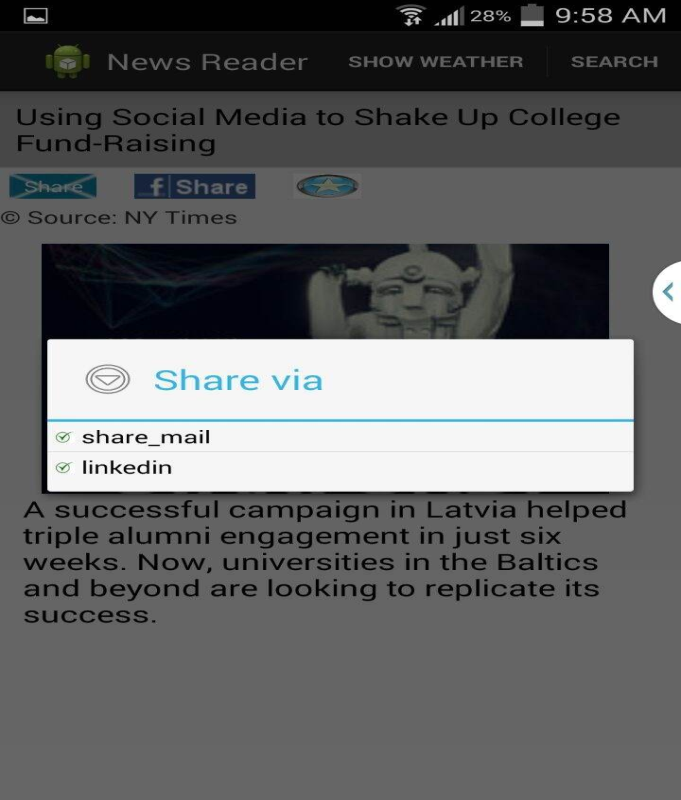 28% 9:58 AM
News Reader SHOW WEATHER SEARCH
Using Social Media to Shake Up College
Fund-Raising
Share f Share
© Source: NY Times
Share via
share_mail
linkedin
A successful campaign in Latvia helped
triple alumni engagement in just six
weeks. Now, universities in the Baltics
and beyond are looking to replicate its
success.